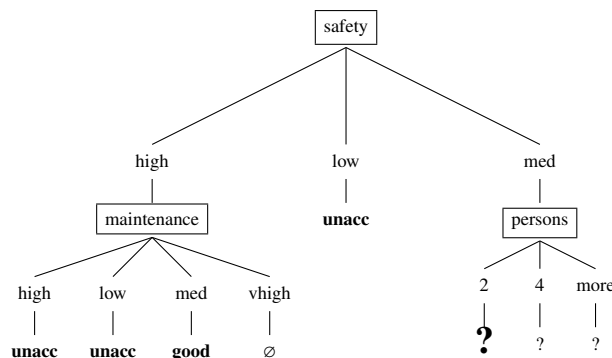 safety
high low med
maintenance unacc persons
high low med vhigh 2 4 more
unacc unacc good ∅ ? ? ?